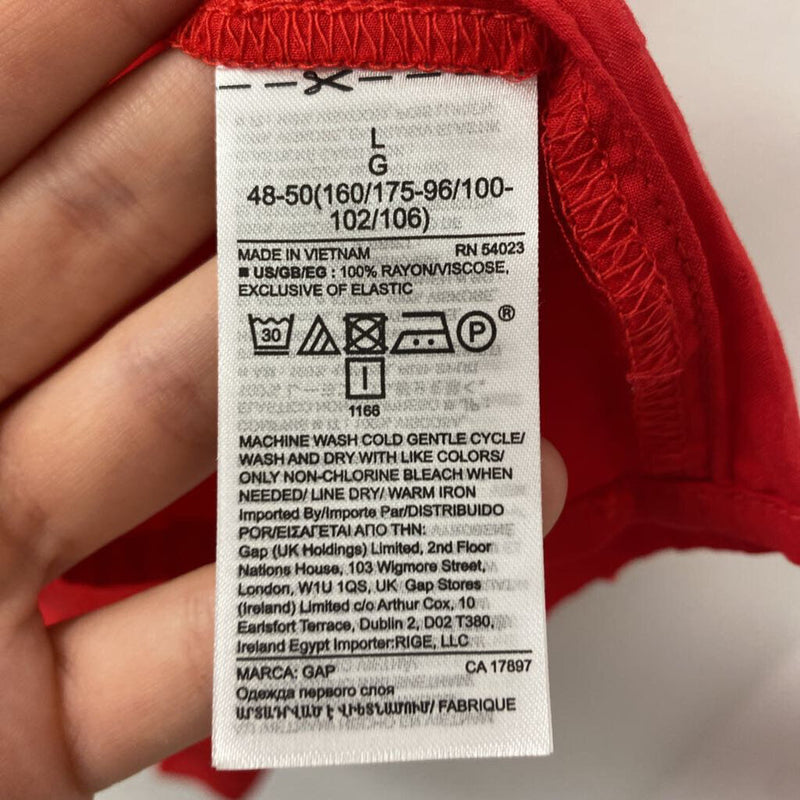 L
G
48-50(160/175-96/100-
102/106)
MADE IN VIETNAM RN 54023
■ US/GB/EG : 100% RAYON/VISCOSE,
EXCLUSIVE OF ELASTIC
30 P®
1166
MACHINE WASH COLD GENTLE CYCLE/
WASH AND DRY WITH LIKE COLORS/
ONLY NON-CHLORINE BLEACH WHEN
NEEDED/ LINE DRY/ WARM IRON
Imported By/Importe Par/DISTRIBUIDO
POR/ΕΙΣΑΓΕΤΑΙ ΑΠΟ ΤΗΝ:
Gap (UK Holdings) Limited, 2nd Floor
Nations House, 103 Wigmore Street,
London, W1U 1QS, UK Gap Stores
(Ireland) Limited c/o Arthur Cox, 10
Earlsfort Terrace, Dublin 2, D02 T380,
Ireland Egypt Importer:RIGE, LLC
MARCA: GAP CA 17897
Одежда первого слоя
ԱՐՏԱԴՐՎԱԾ Է ՎԻԵՏՆԱՄՈՒՄ/ FABRIQUE